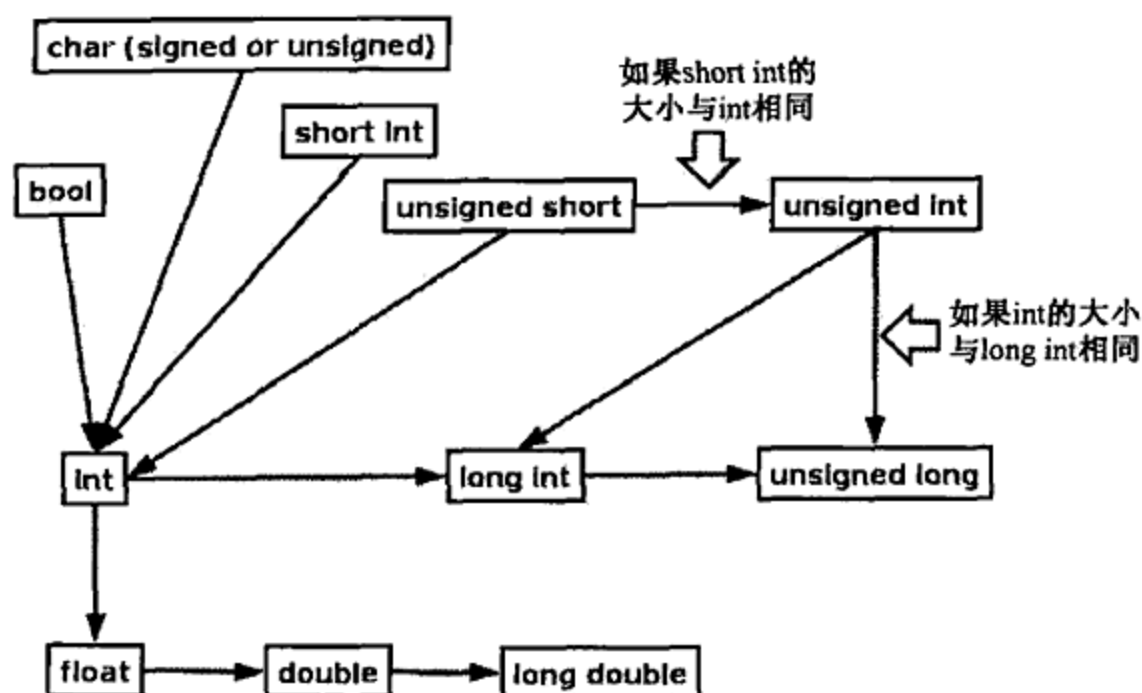 char (signed or unsigned)
如果short int的
大小与int相同
short int
bool
unsigned short
unsigned int
如果int的大小
与long int相同
int
long int
unsigned long
float
double
long double